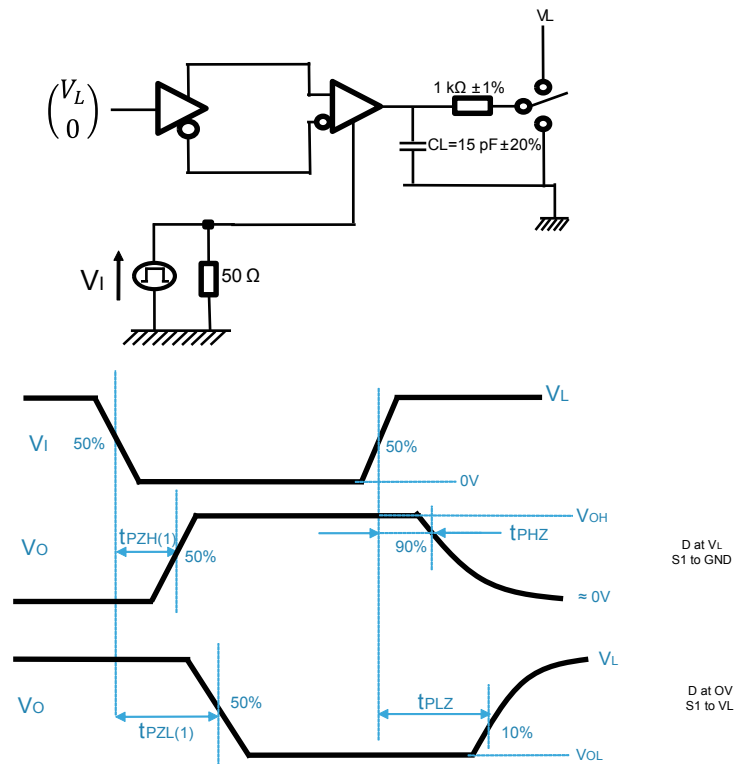 VL
1 kΩ ±1%
(V_L
0)
CL=15 pF±20%
VI
50 Ω
VL
VI
50%
50%
0V
VOH
tPZH(1)
tPHZ
VO
50%
90%
D at VL
S1 to GND
≈ 0V
VL
D at OV
S1 to VL
VO
50%
tPLZ
tPZL(1)
10%
VOL